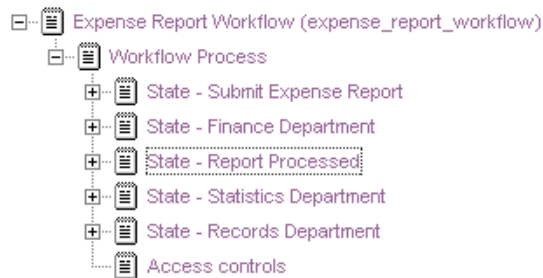 Expense Report Workflow (expense_report_workflow)
Workflow Process
State - Submit Expense Report
State - Finance Department
State - Report Processed
State - Statistics Department
State - Records Department
Access controls